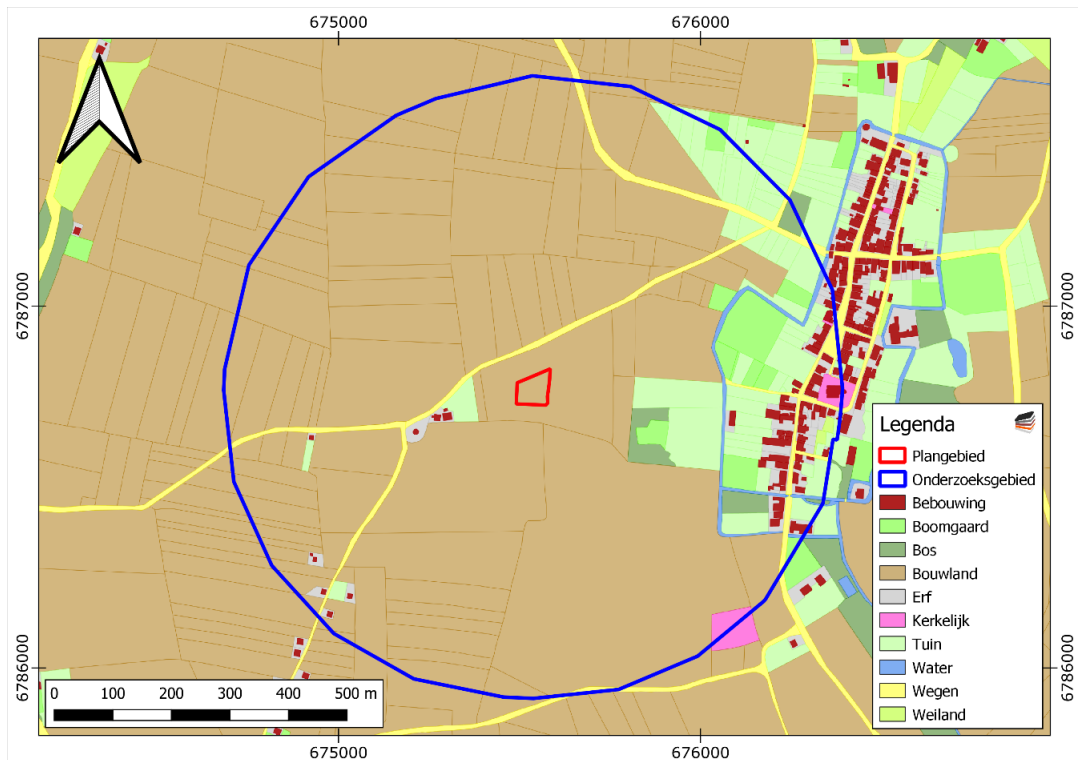 675000 676000
6787000 6787000
Legenda
Plangebied
Onderzoeksgebied
Bebouwing
Boomgaard
Bos
Bouwland
Erf
Kerkelijk
Tuin
Water
Wegen
Weiland
6786000 6786000
0 100 200 300 400 500 m
675000 676000